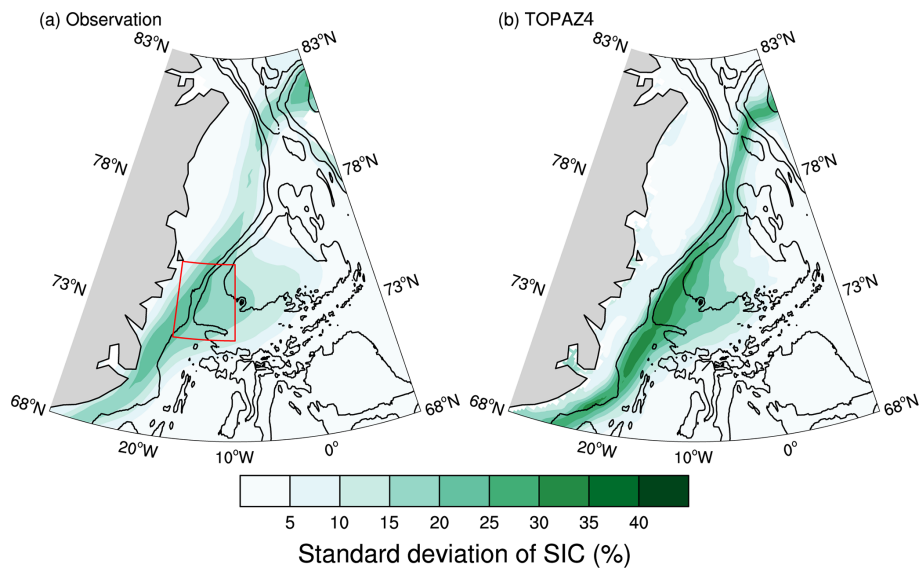 (a) Observation
(b) TOPAZ4
83°N
83°N
83°N
83°N
78°N
78°N
78°N
78°N
73°N
73°N
73°N
73°N
68°N
68°N
68°N
68°N
20°W
10°W
0°
20°W
10°W
0°
5 10 15 20 25 30 35 40
Standard deviation of SIC (%)